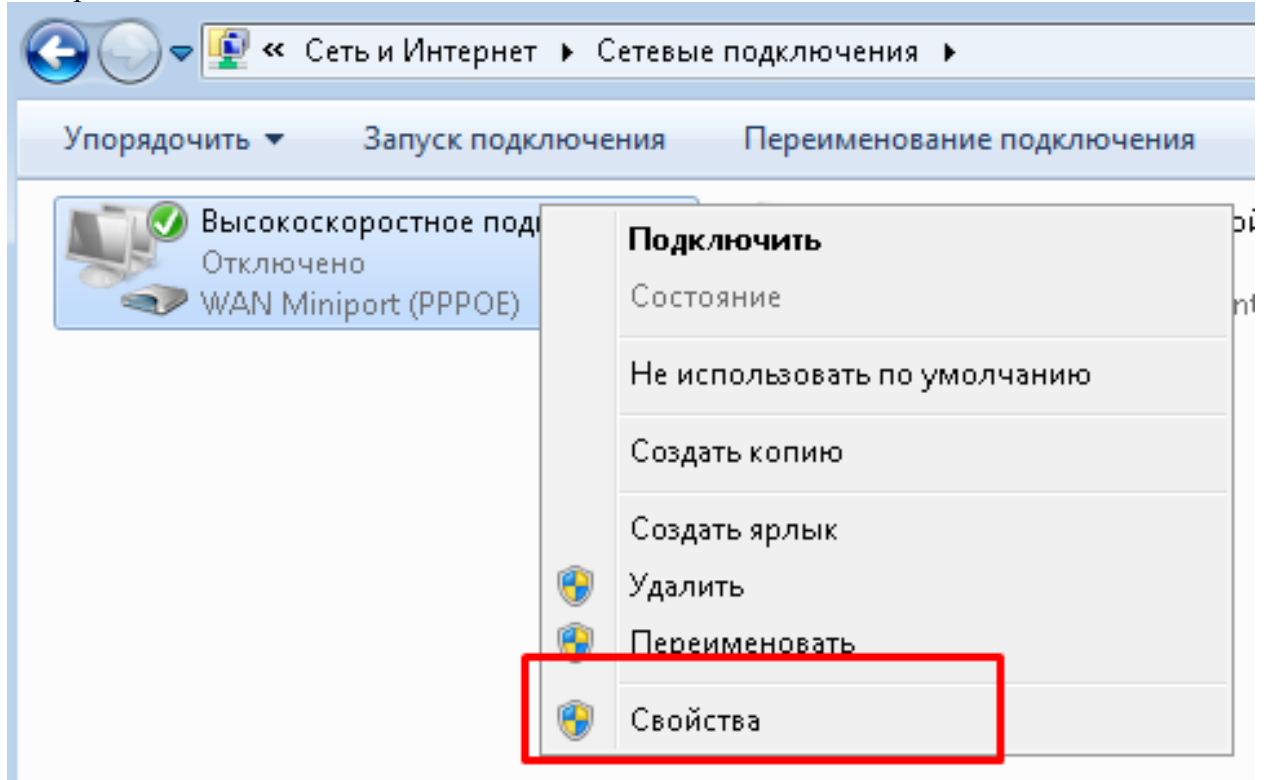 « Сеть и Интернет ▸ Сетевые подключения ▸
Упорядочить ▼ Запуск подключения Переименование подключения
Высокоскоростное
Отключено
WAN Miniport (PPPOE)
Подключить
Состояние
Не использовать по умолчанию
Создать копию
Создать ярлык
Удалить
Переименовать
Свойства